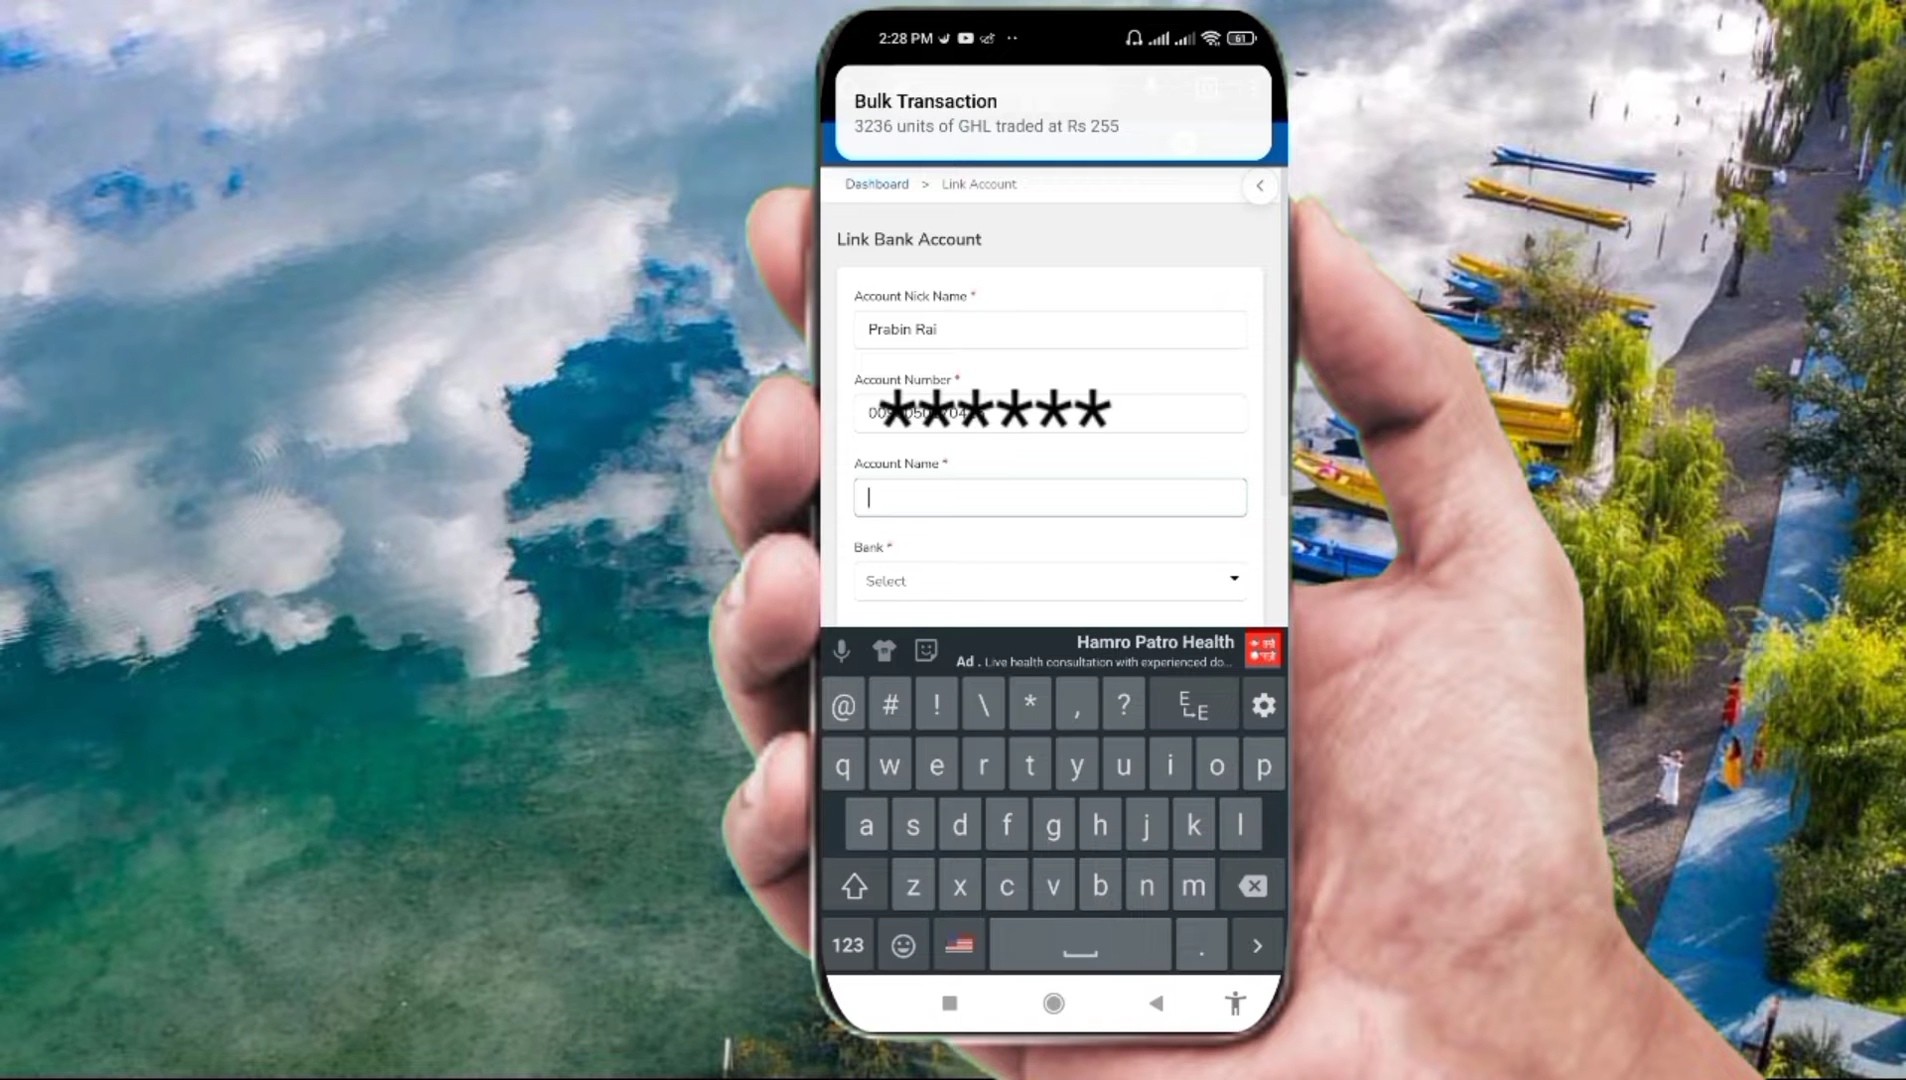 2:28 PM
61
Bulk Transaction
3236 units of GHL traded at Rs 255
Dashboard > Link Account
Link Bank Account
Account Nick Name *
Prabin Rai
Account Number *
******
Account Name *
Bank *
Select
Hamro Patro Health
Ad . Live health consultation with experienced do...
@ # ! \ * , ? E E
q w e r t y u i o p
a s d f g h j k l
z x c v b n m
123 . >